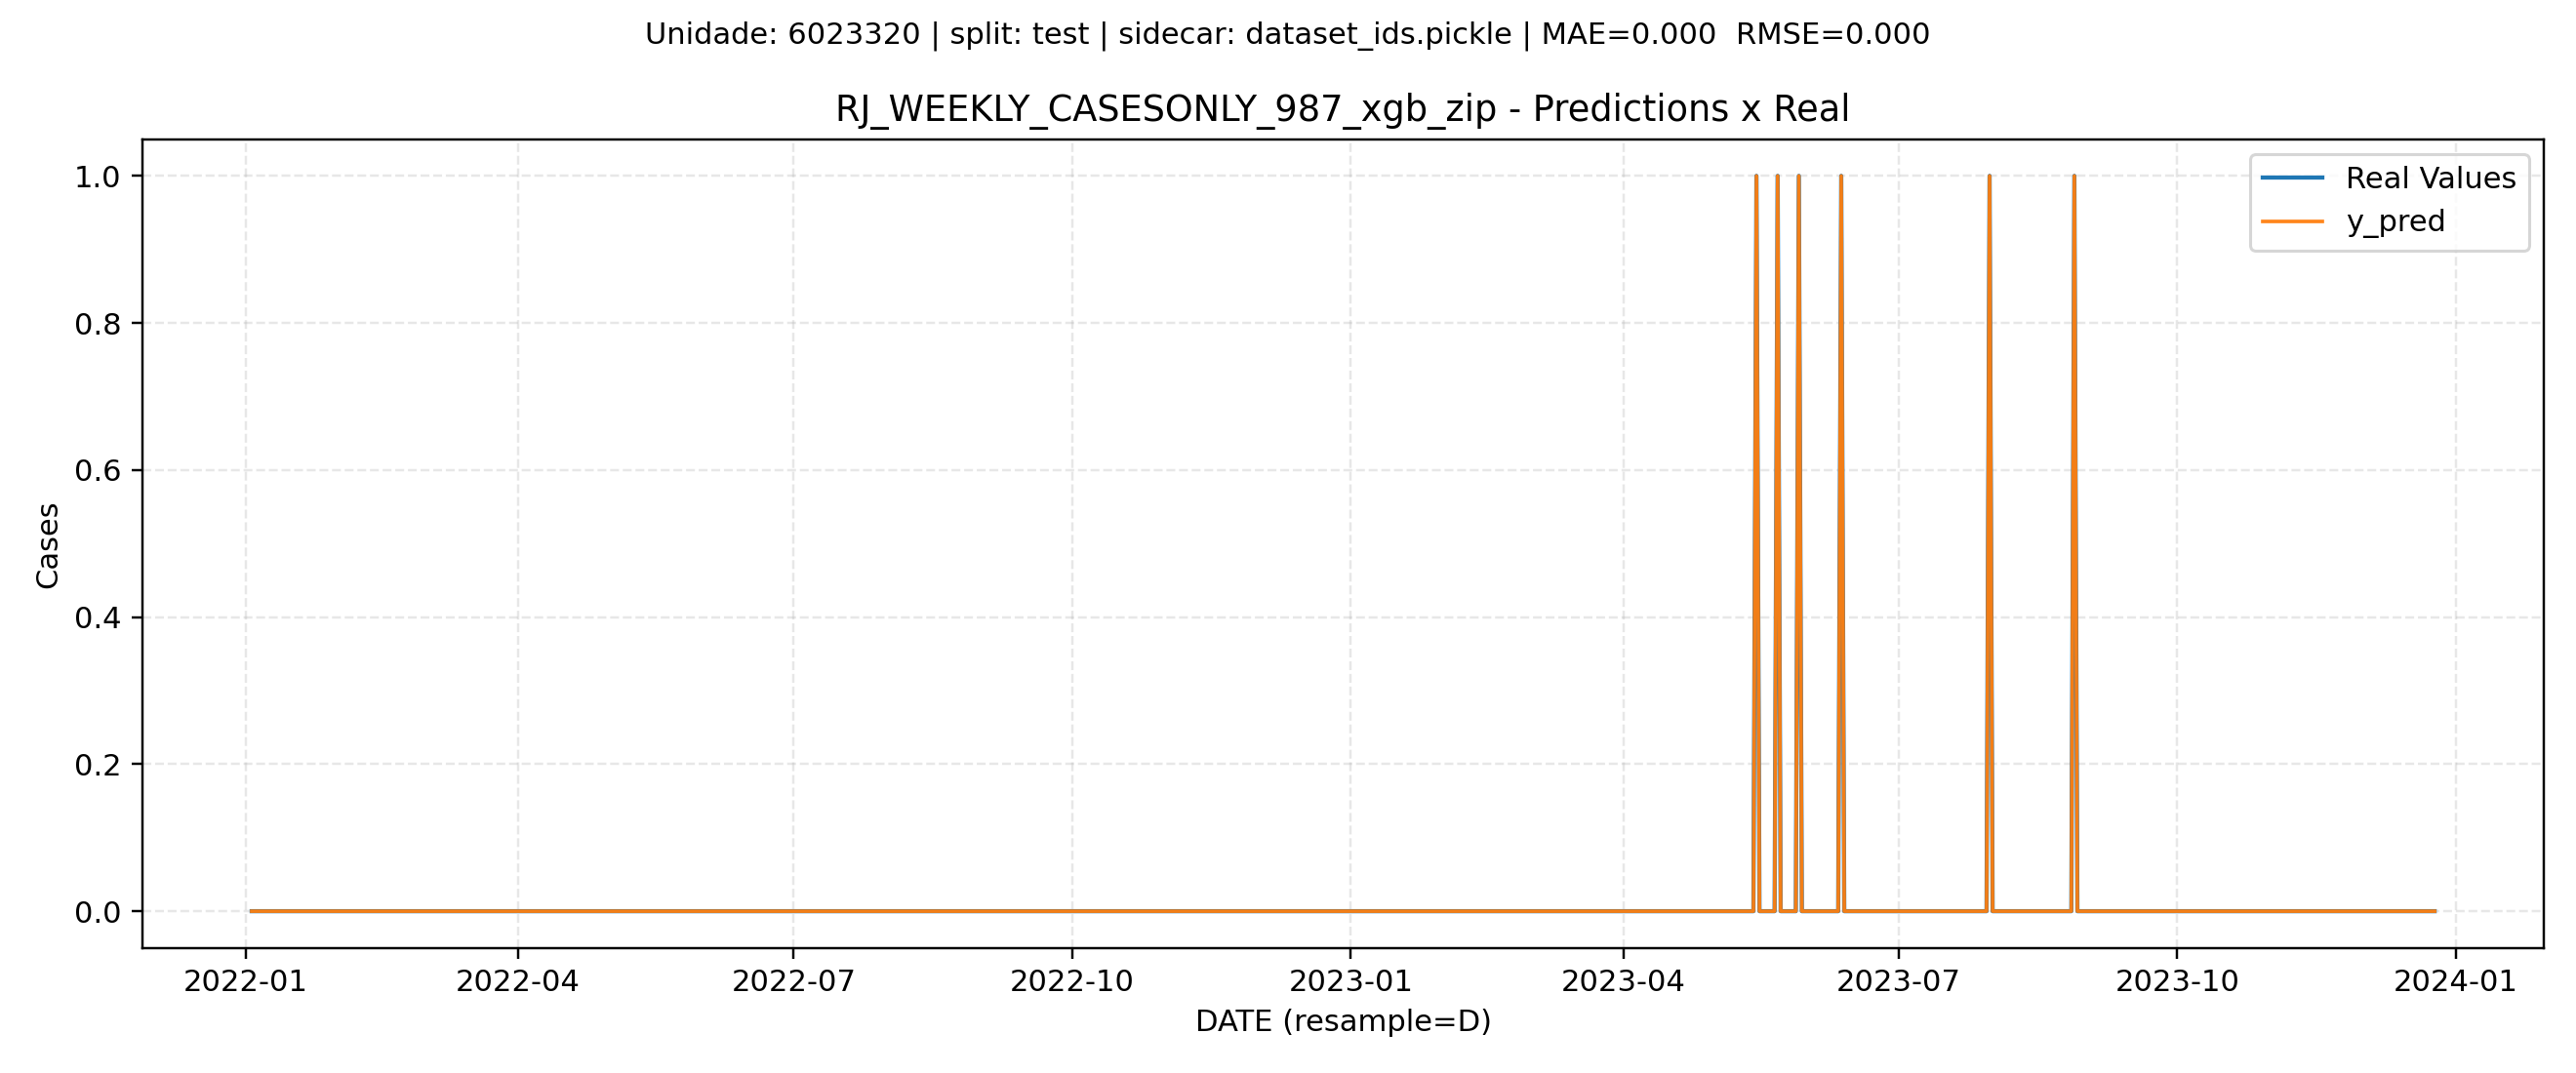 Unidade: 6023320 | split: test | sidecar: dataset_ids.pickle | MAE=0.000  RMSE=0.000
RJ_WEEKLY_CASESONLY_987_xgb_zip - Predictions x Real
Real Values
y_pred
1.0
0.8
0.6
0.4
0.2
0.0
Cases
2022-01 2022-04 2022-07 2022-10 2023-01 2023-04 2023-07 2023-10 2024-01
DATE (resample=D)